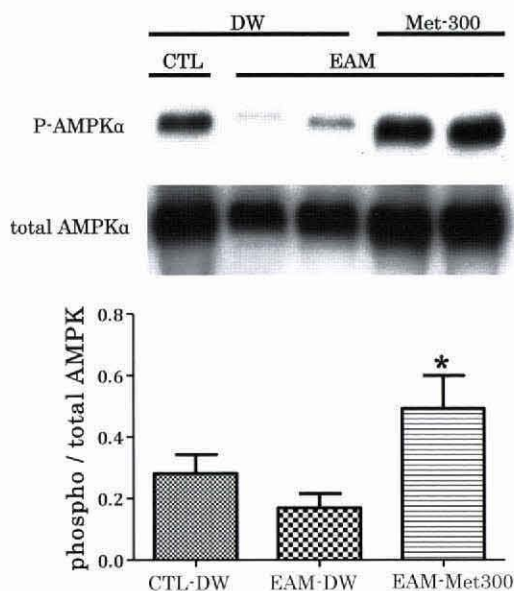 DW Met-300
CTL EAM
P-AMPKα
total AMPKα
phospho / total AMPK
0.8
0.6
0.4
0.2
0.0
*
CTL-DW EAM-DW EAM-Met300